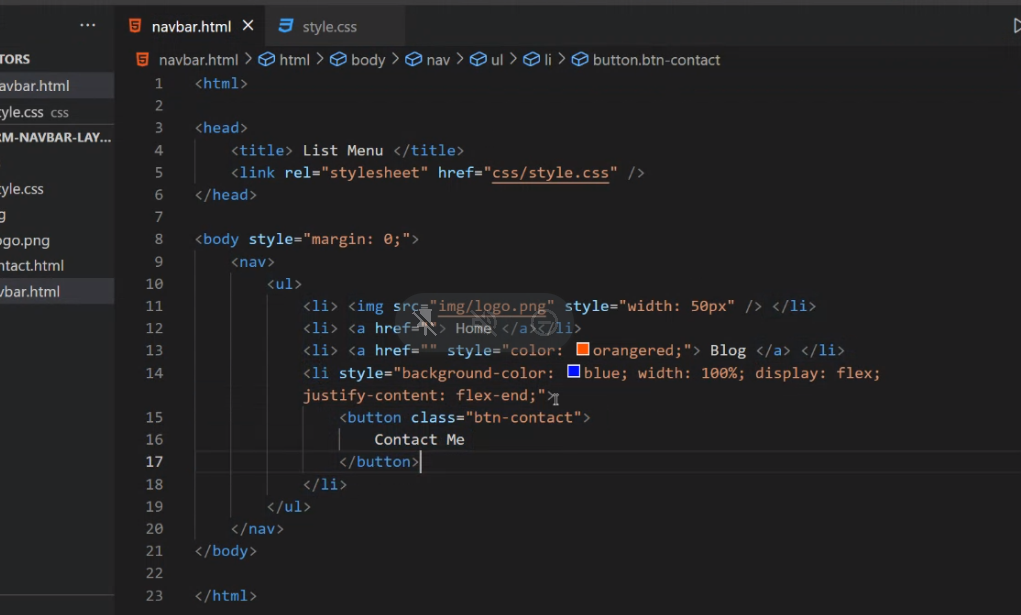 ··· navbar.html × style.css
TORS navbar.html > html > body > nav > ul > li > button.btn-contact
avbar.html
tyle.css css
RM-NAVBAR-LAY...
tyle.css
g
ogo.png
ntact.html
vbar.html
1 <html>
2
3 <head>
4 <title> List Menu </title>
5 <link rel="stylesheet" href="css/style.css" />
6 </head>
7
8 <body style="margin: 0;">
9 <nav>
10 <ul>
11 <li> <img src="img/logo.png" style="width: 50px" /> </li>
12 <li> <a href=""> Home </a></li>
13 <li> <a href="" style="color: orangered;"> Blog </a> </li>
14 <li style="background-color: blue; width: 100%; display: flex;
justify-content: flex-end;">
15 <button class="btn-contact">
16 Contact Me
17 </button>
18 </li>
19 </ul>
20 </nav>
21 </body>
22
23 </html>